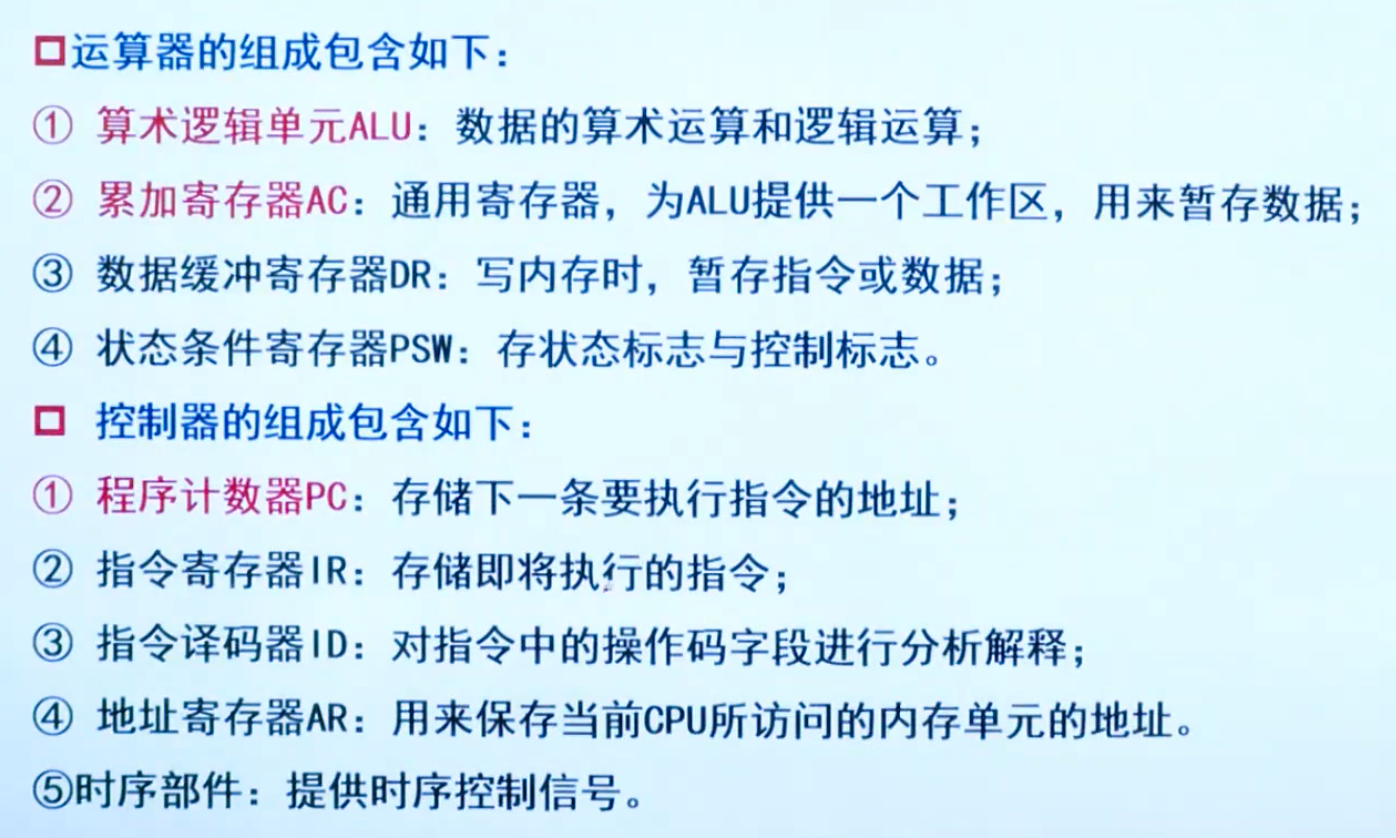 运算器的组成包含如下：
① 算术逻辑单元ALU：数据的算术运算和逻辑运算；
② 累加寄存器AC：通用寄存器，为ALU提供一个工作区，用来暂存数据；
③ 数据缓冲寄存器DR：写内存时，暂存指令或数据；
④ 状态条件寄存器PSW：存状态标志与控制标志。
控制器的组成包含如下：
① 程序计数器PC：存储下一条要执行指令的地址；
② 指令寄存器IR：存储即将执行的指令；
③ 指令译码器ID：对指令中的操作码字段进行分析解释；
④ 地址寄存器AR：用来保存当前CPU所访问的内存单元的地址。
⑤时序部件：提供时序控制信号。